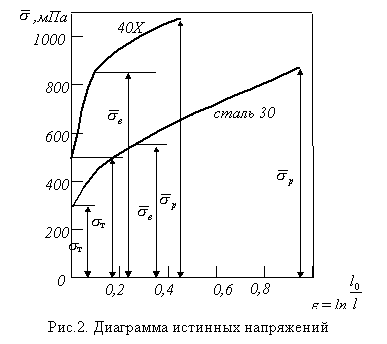 σ̅ ,мПа
1000
40Х
800
σ̅в
600
сталь 30
400
σ̅в
σ̅р
σ̅р
200
σт
σт
0
0,2
0,4
0,6
0,8
l0
l
ε = ln
Рис.2. Диаграмма истинных напряжений